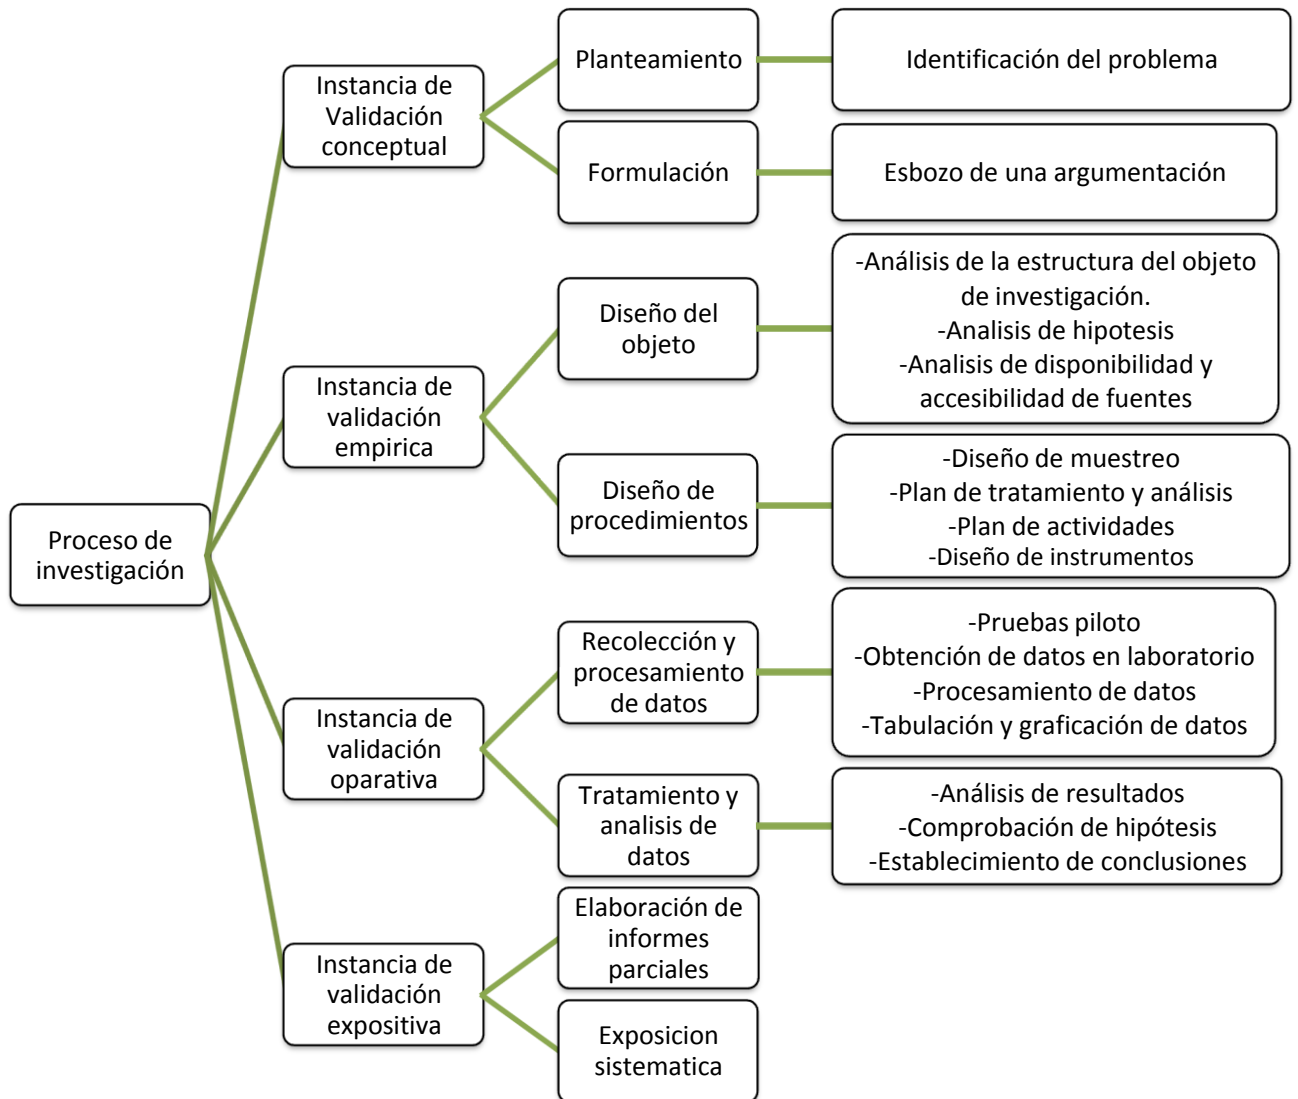 Proceso de
investigación
Instancia de
Validación
conceptual
Planteamiento
Identificación del problema
Formulación
Esbozo de una argumentación
Instancia de
validación
empirica
Diseño del
objeto
-Análisis de la estructura del objeto
de investigación.
-Analisis de hipotesis
-Analisis de disponibilidad y
accesibilidad de fuentes
Diseño de
procedimientos
-Diseño de muestreo
-Plan de tratamiento y análisis
-Plan de actividades
-Diseño de instrumentos
Instancia de
validación
oparativa
Recolección y
procesamiento
de datos
-Pruebas piloto
-Obtención de datos en laboratorio
-Procesamiento de datos
-Tabulación y graficación de datos
Tratamiento y
analisis de
datos
-Análisis de resultados
-Comprobación de hipótesis
-Establecimiento de conclusiones
Instancia de
validación
expositiva
Elaboración de
informes
parciales
Exposicion
sistematica